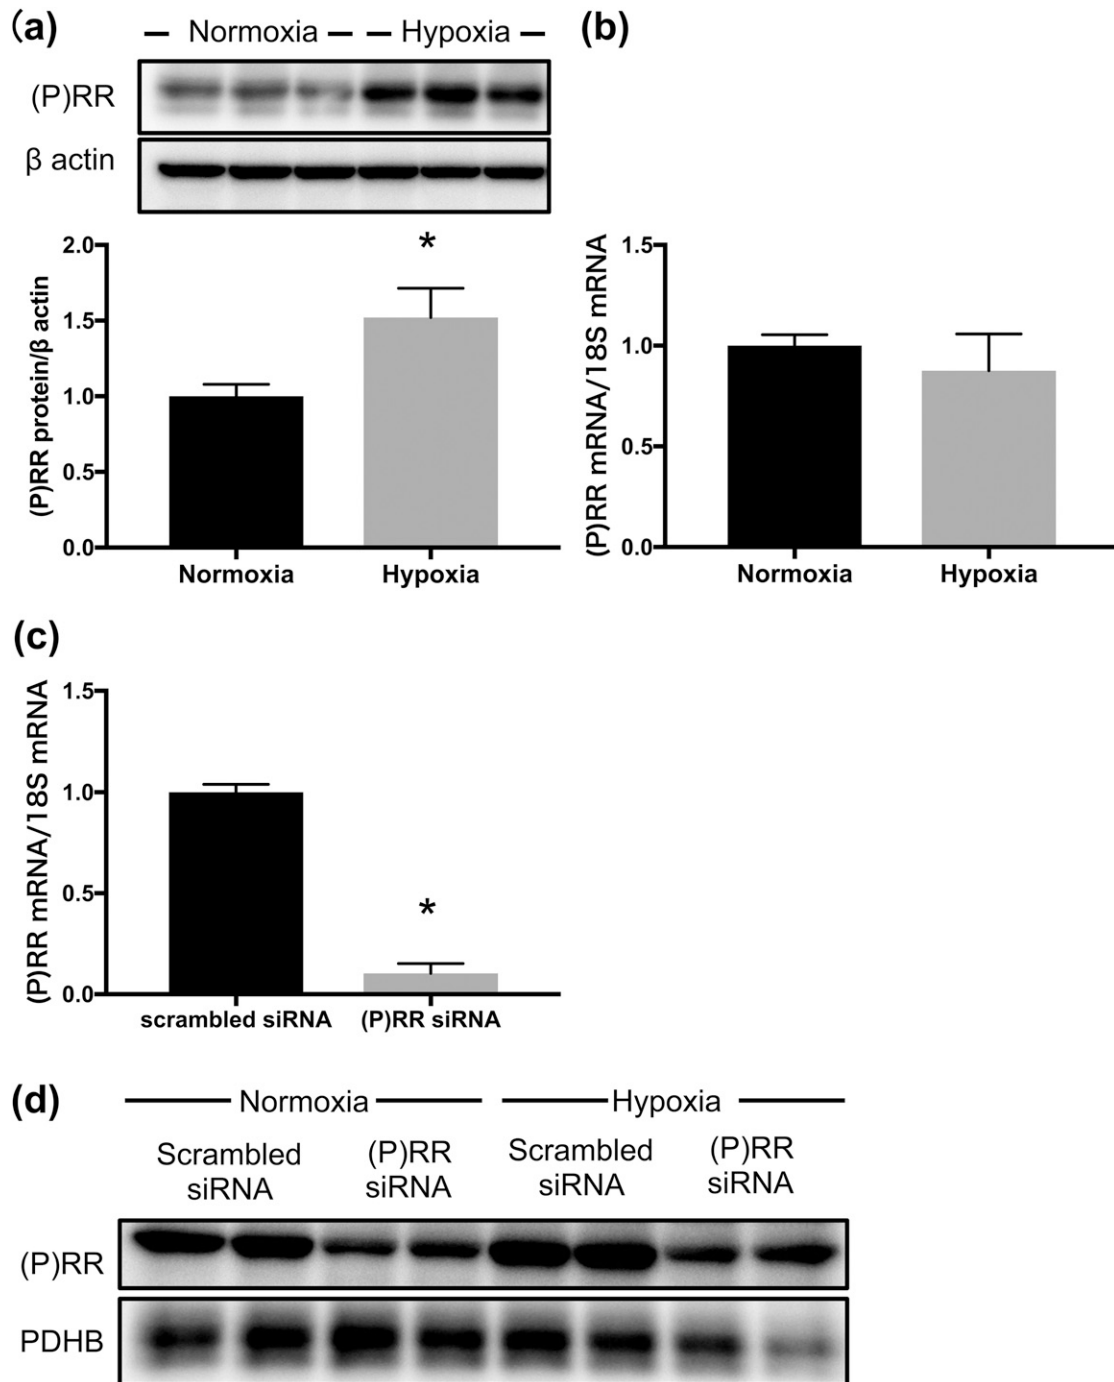 (a)
Normoxia
Hypoxia
(P)RR
β actin
(P)RR protein/β actin
2.0
*
1.5
1.0
0.5
0.0
Normoxia
Hypoxia
(b)
(P)RR mRNA/18S mRNA
1.5
1.0
0.5
0.0
Normoxia
Hypoxia
(c)
(P)RR mRNA/18S mRNA
1.5
1.0
0.5
*
0.0
scrambled siRNA
(P)RR siRNA
(d)
Normoxia
Hypoxia
Scrambled
siRNA
(P)RR
siRNA
Scrambled
siRNA
(P)RR
siRNA
(P)RR
PDHB